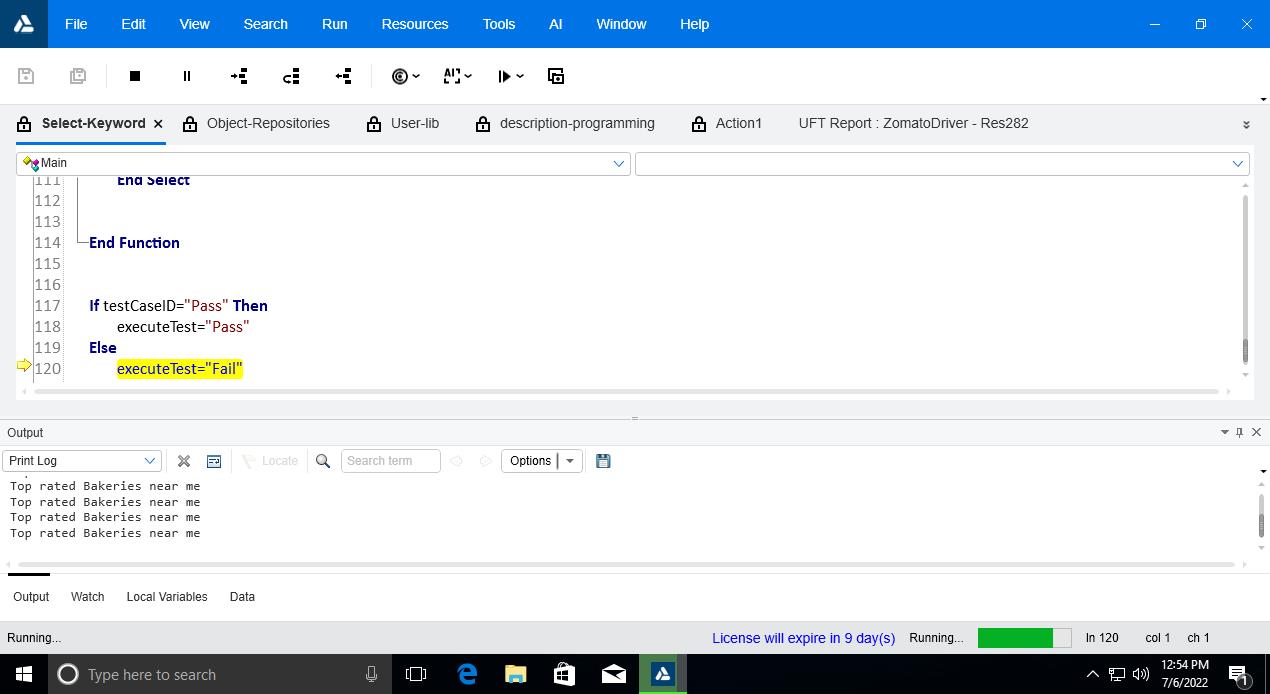 File Edit View Search Run Resources Tools AI Window Help
Select-Keyword Object-Repositories User-lib description-programming Action1 UFT Report : ZomatoDriver - Res282
Main
111 End Select
112
113
114 End Function
115
116
117 If testCaseID="Pass" Then
118 executeTest="Pass"
119 Else
120 executeTest="Fail"
Output
Print Log Locate Search term Options
Top rated Bakeries near me
Top rated Bakeries near me
Top rated Bakeries near me
Top rated Bakeries near me
Output Watch Local Variables Data
Running... License will expire in 9 day(s) Running... ln 120 col 1 ch 1
Type here to search
12:54 PM
7/6/2022
1